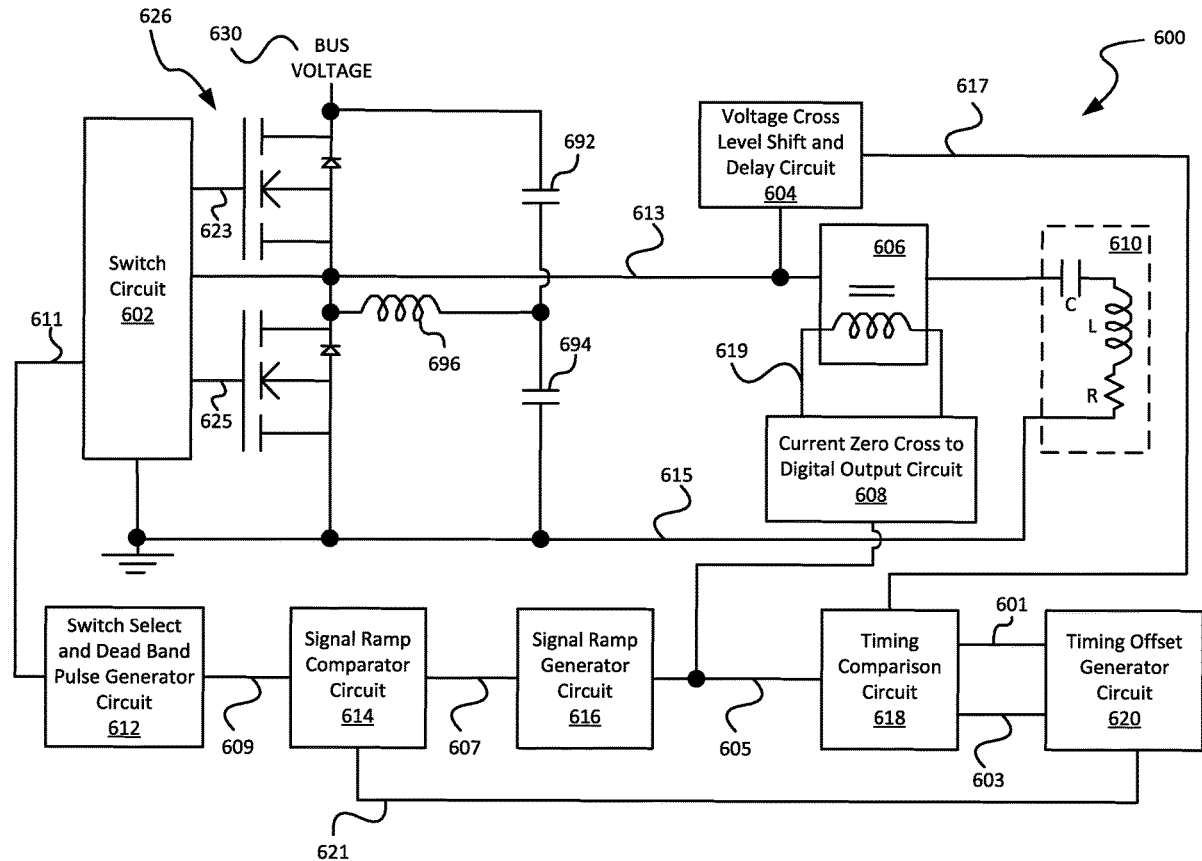 626
630
BUS
VOLTAGE
600
617
Voltage Cross
Level Shift and
Delay Circuit
604
692
623
613
606
610
Switch
Circuit
602
C
L
R
611
696
694
619
625
Current Zero Cross to
Digital Output Circuit
608
615
Switch Select
and Dead Band
Pulse Generator
Circuit
612
Signal Ramp
Comparator
Circuit
614
Signal Ramp
Generator
Circuit
616
Timing
Comparison
Circuit
618
601
Timing Offset
Generator
Circuit
620
609
607
605
603
621